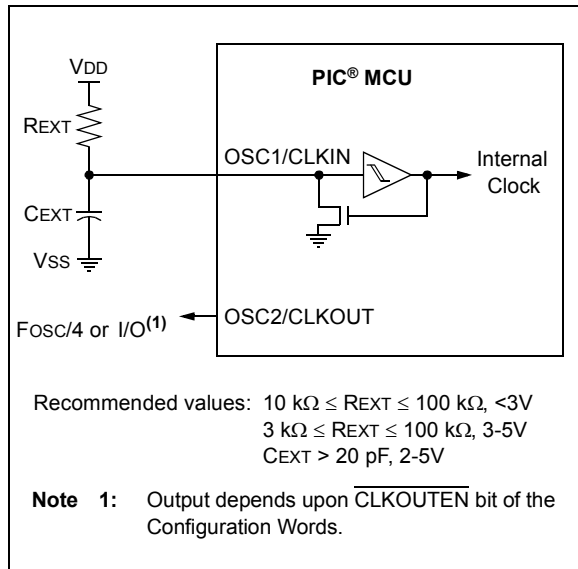 VDD
PIC® MCU
REXT
OSC1/CLKIN
Internal
Clock
CEXT
VSS
OSC2/CLKOUT
FOSC/4 or I/O(1)
Recommended values: 10 kΩ ≤ REXT ≤ 100 kΩ, <3V
3 kΩ ≤ REXT ≤ 100 kΩ, 3-5V
CEXT > 20 pF, 2-5V
Note 1: Output depends upon CLKOUTEN bit of the
Configuration Words.